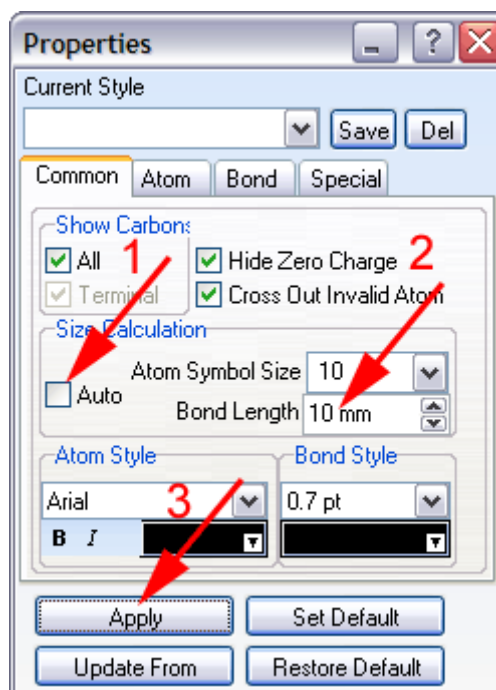 Properties
Current Style
Save Del
Common Atom Bond Special
Show Carbons
All 1 Hide Zero Charge 2
Terminal Cross Out Invalid Atom
Size Calculation
Atom Symbol Size 10
Auto
Bond Length 10 mm
Atom Style Bond Style
Arial 3 0.7 pt
B I
Apply Set Default
Update From Restore Default